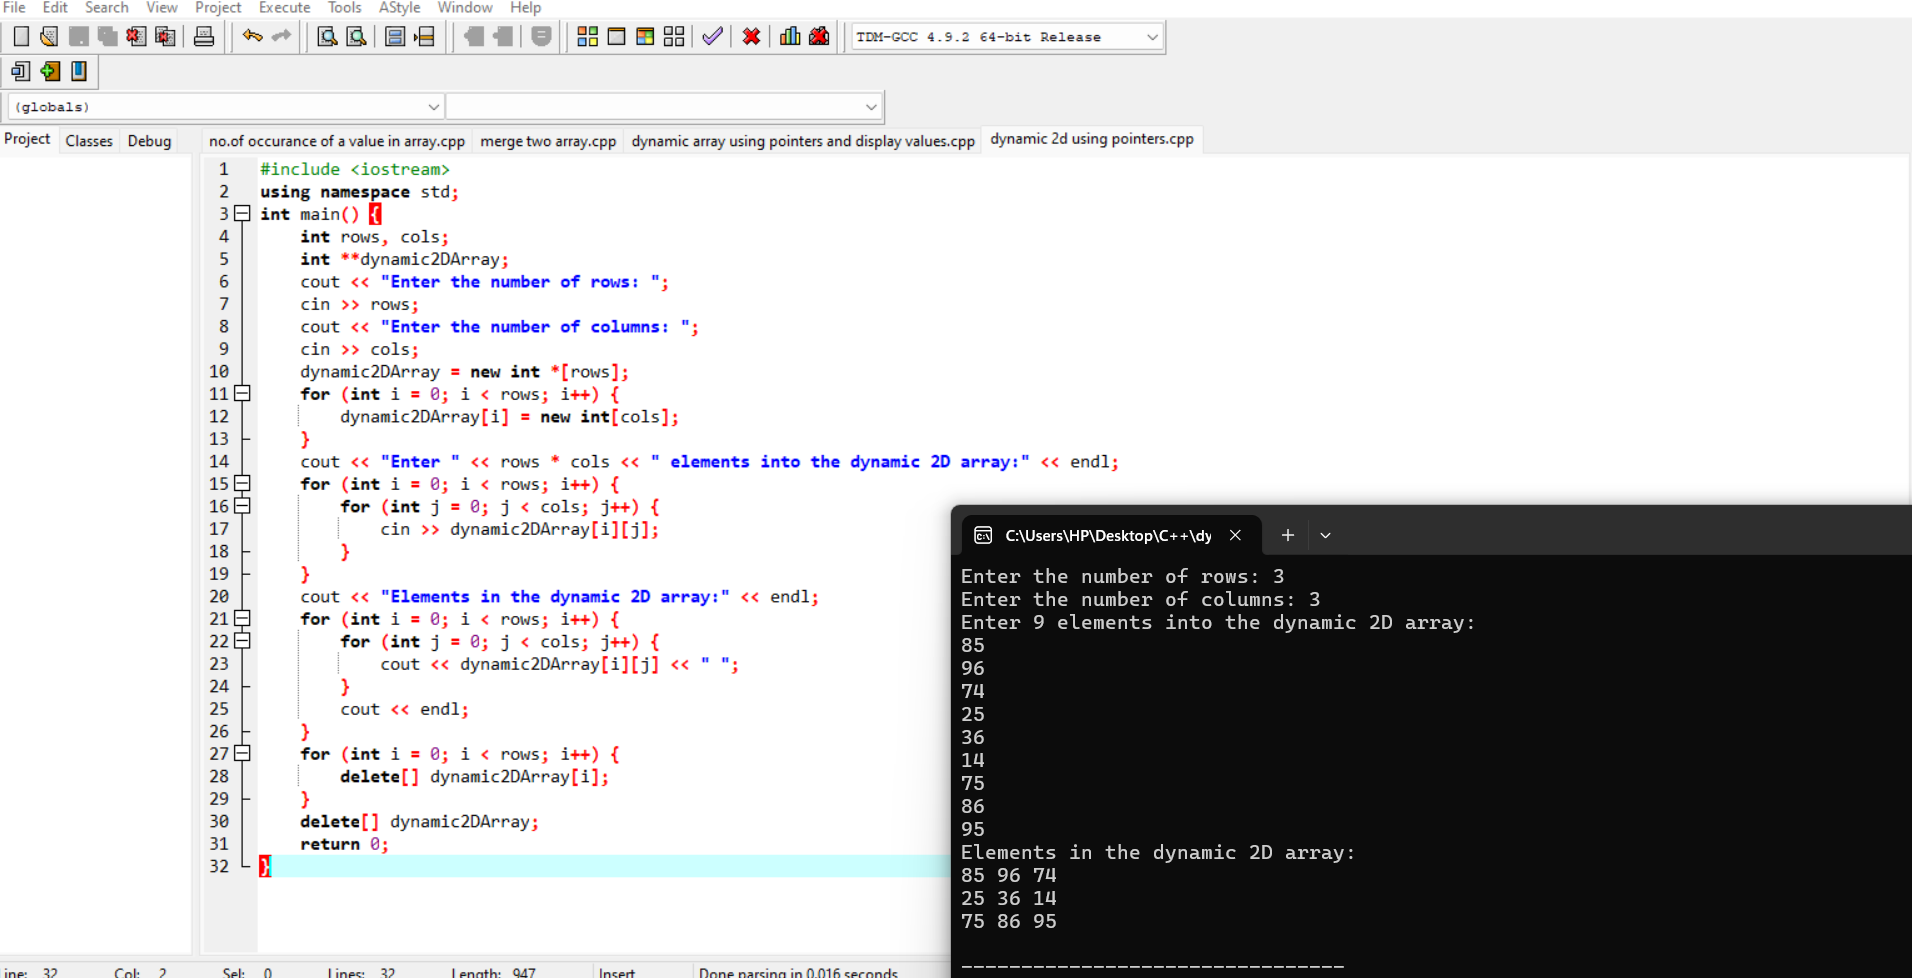 File Edit Search View Project Execute Tools AStyle Window Help
TDM-GCC 4.9.2 64-bit Release
(globals)
Project Classes Debug
no.of occurance of a value in array.cpp merge two array.cpp dynamic array using pointers and display values.cpp dynamic 2d using pointers.cpp
1 #include <iostream>
2 using namespace std;
3 int main() {
4 int rows, cols;
5 int **dynamic2DArray;
6 cout << "Enter the number of rows: ";
7 cin >> rows;
8 cout << "Enter the number of columns: ";
9 cin >> cols;
10 dynamic2DArray = new int *[rows];
11 for (int i = 0; i < rows; i++) {
12 dynamic2DArray[i] = new int[cols];
13 }
14 cout << "Enter " << rows * cols << " elements into the dynamic 2D array:" << endl;
15 for (int i = 0; i < rows; i++) {
16 for (int j = 0; j < cols; j++) {
17 cin >> dynamic2DArray[i][j];
18 }
19 }
20 cout << "Elements in the dynamic 2D array:" << endl;
21 for (int i = 0; i < rows; i++) {
22 for (int j = 0; j < cols; j++) {
23 cout << dynamic2DArray[i][j] << " ";
24 }
25 cout << endl;
26 }
27 for (int i = 0; i < rows; i++) {
28 delete[] dynamic2DArray[i];
29 }
30 delete[] dynamic2DArray;
31 return 0;
32 }
C:\Users\HP\Desktop\C++\dy
Enter the number of rows: 3
Enter the number of columns: 3
Enter 9 elements into the dynamic 2D array:
85
96
74
25
36
14
75
86
95
Elements in the dynamic 2D array:
85 96 74
25 36 14
75 86 95
--------------------------------
ine: 32 Col: 2 Sel: 0 Lines: 32 Length: 947 Insert Done parsing in 0.016 seconds